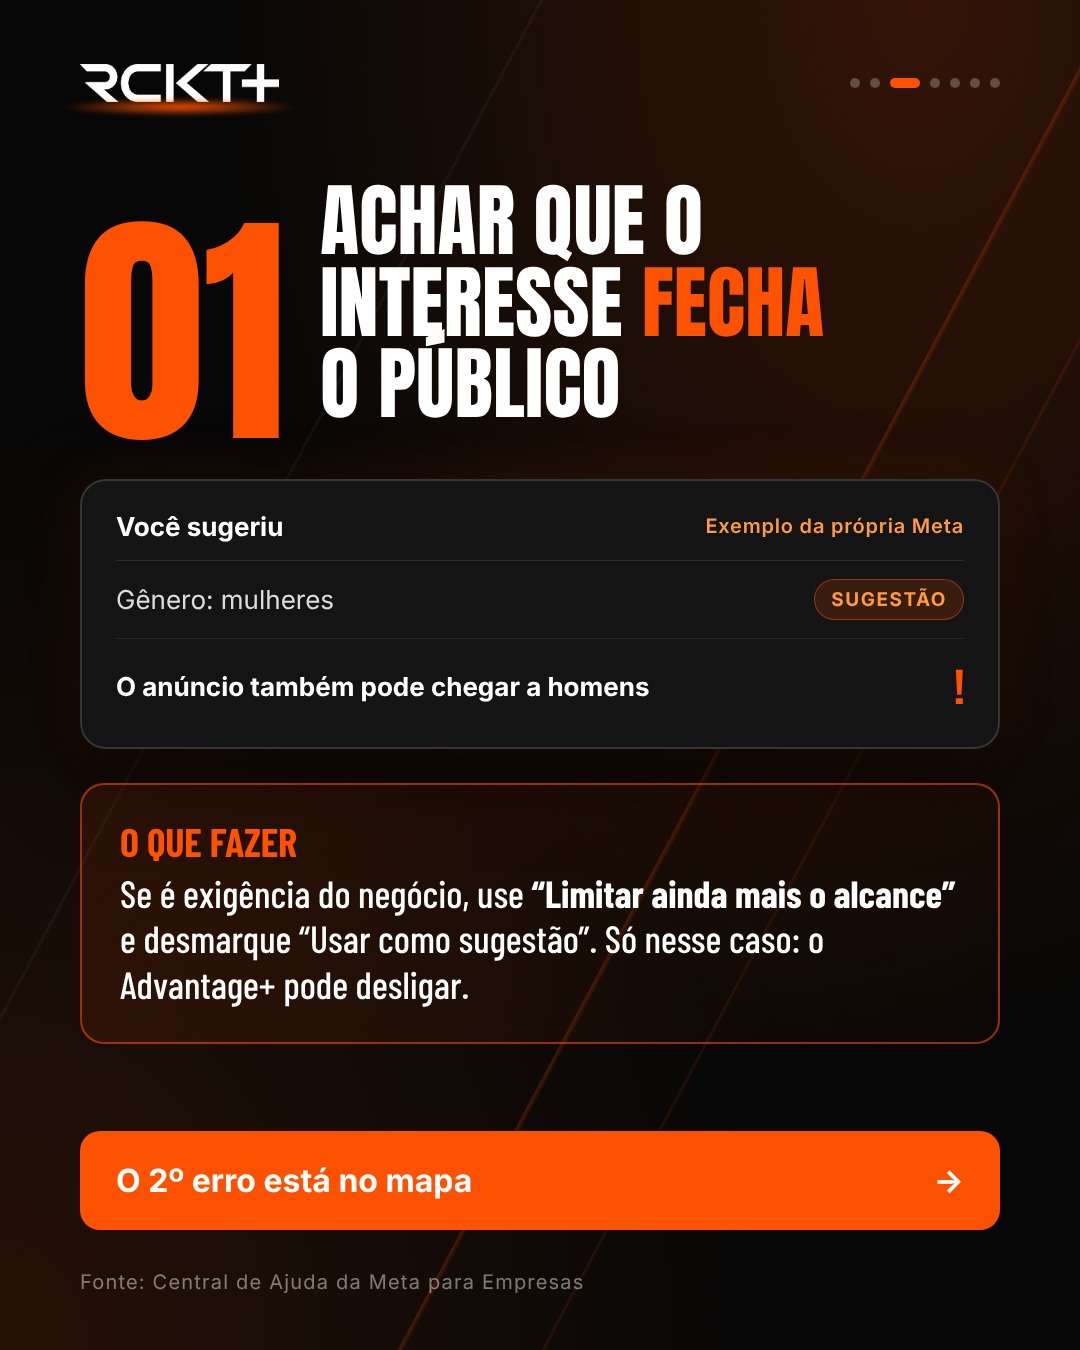 RCKT+
01
ACHAR QUE O
INTERESSE FECHA
O PÚBLICO
Você sugeriu
Exemplo da própria Meta
Gênero: mulheres
SUGESTÃO
O anúncio também pode chegar a homens
!
O QUE FAZER
Se é exigência do negócio, use “Limitar ainda mais o alcance”
e desmarque “Usar como sugestão”. Só nesse caso: o
Advantage+ pode desligar.
O 2º erro está no mapa →
Fonte: Central de Ajuda da Meta para Empresas